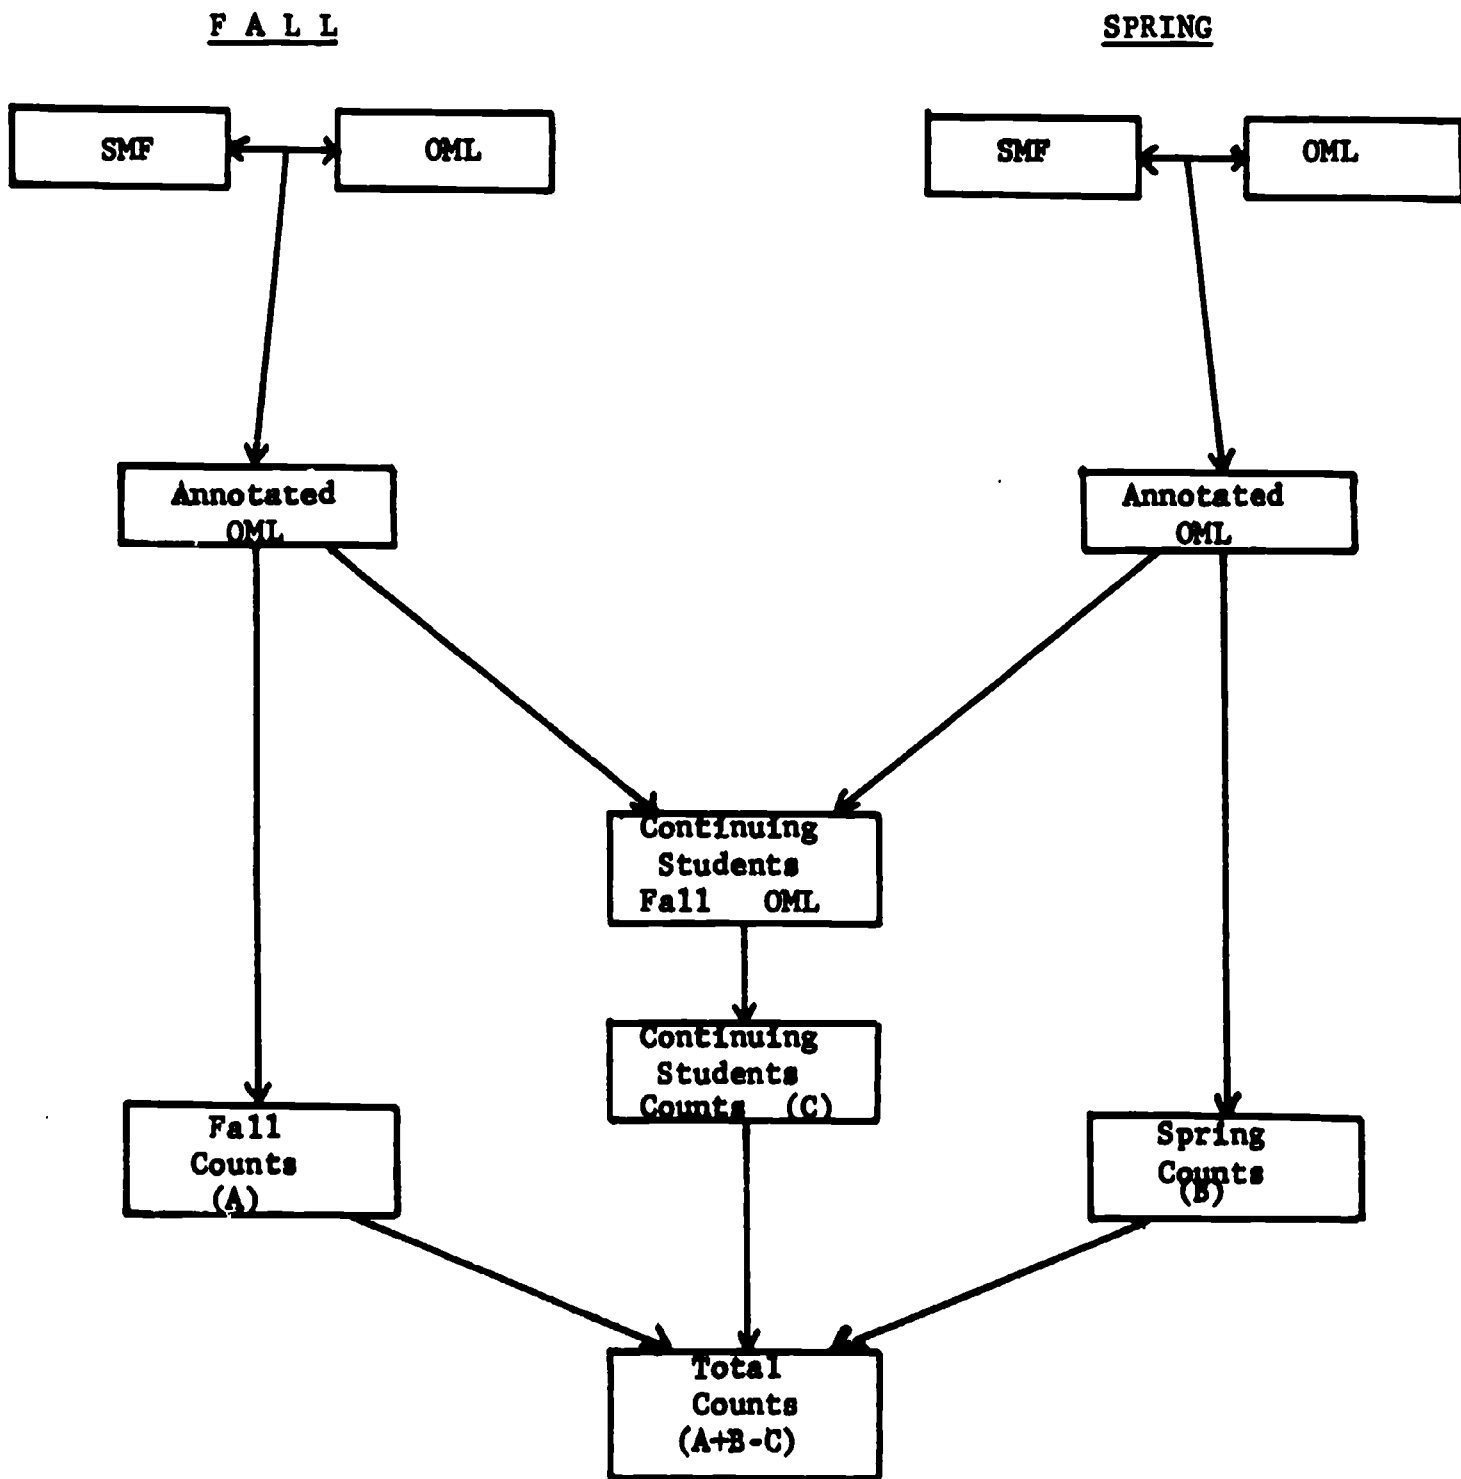 F A L L
SPRING
SMF
OML
SMF
OML
Annotated
OML
Annotated
OML
Continuing
Students
Fall OML
Continuing
Students
Counts (C)
Fall
Counts
(A)
Spring
Counts
(B)
Total
Counts
(A+B-C)